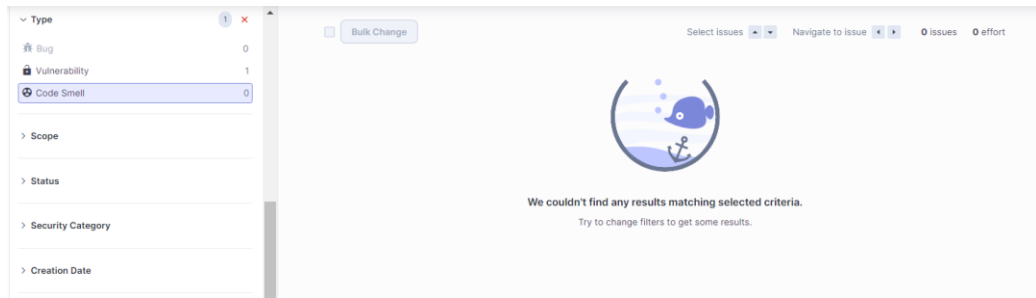 Type 1
Bug 0
Vulnerability 1
Code Smell 0
Scope
Status
Security Category
Creation Date
Bulk Change Select issues Navigate to issue 0 issues 0 effort
We couldn't find any results matching selected criteria.
Try to change filters to get some results.